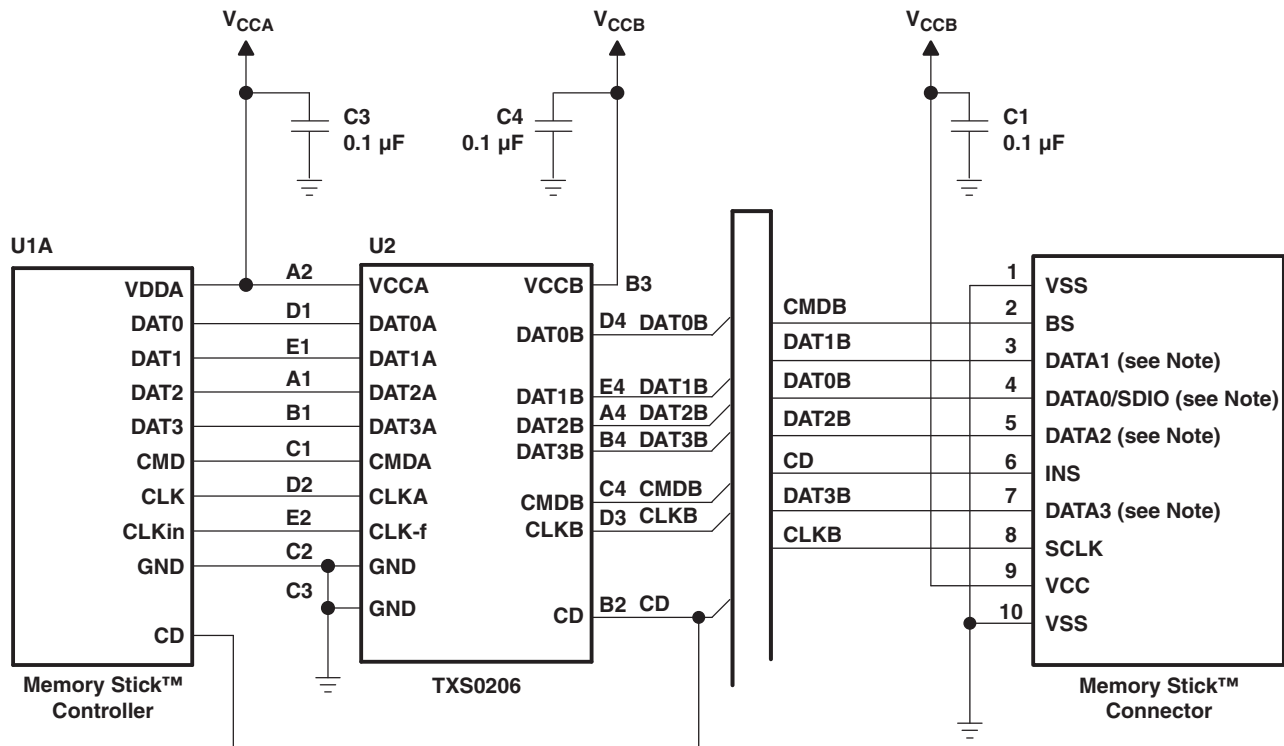 VCCA
VCCB
VCCB
C3
0.1 µF
C4
0.1 µF
C1
0.1 µF
U1A
U2
VDDA
DAT0
DAT1
DAT2
DAT3
CMD
CLK
CLKin
GND
CD
A2
D1
E1
A1
B1
C1
D2
E2
C2
C3
VCCA
DAT0A
DAT1A
DAT2A
DAT3A
CMDA
CLKA
CLK-f
GND
GND
VCCB
DAT0B
DAT1B
DAT2B
DAT3B
CMDB
CLKB
CD
B3
D4 DAT0B
E4 DAT1B
A4 DAT2B
B4 DAT3B
C4 CMDB
D3 CLKB
B2 CD
CMDB
DAT1B
DAT0B
DAT2B
CD
DAT3B
CLKB
1
2
3
4
5
6
7
8
9
10
VSS
BS
DATA1 (see Note)
DATA0/SDIO (see Note)
DATA2 (see Note)
INS
DATA3 (see Note)
SCLK
VCC
VSS
Memory Stick™
Controller
TXS0206
Memory Stick™
Connector